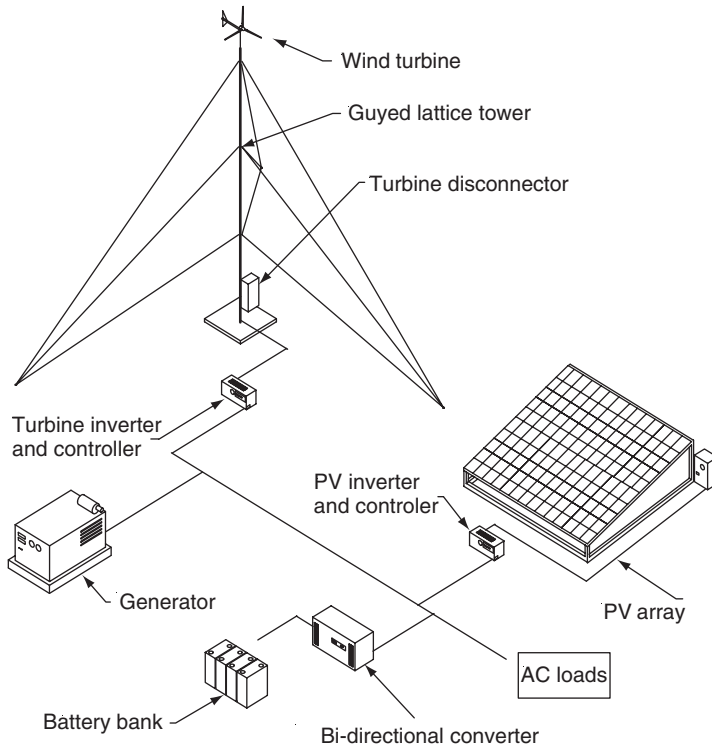 Wind turbine
Guyed lattice tower
Turbine disconnector
Turbine inverter
and controller
PV inverter
and controler
Generator
PV array
AC loads
Battery bank
Bi-directional converter